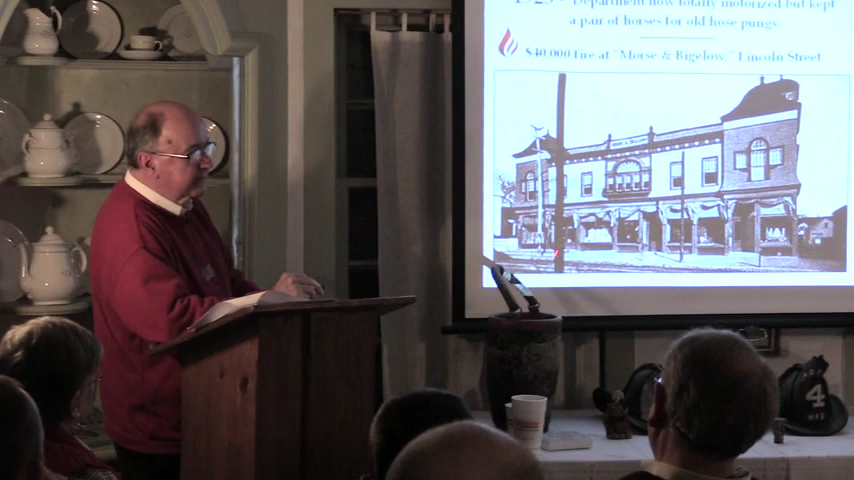 1925 - Department now totally motorized but kept
a pair of horses for old hose pungs.
$40,000 fire at "Morse & Bigelow," Lincoln Street
4